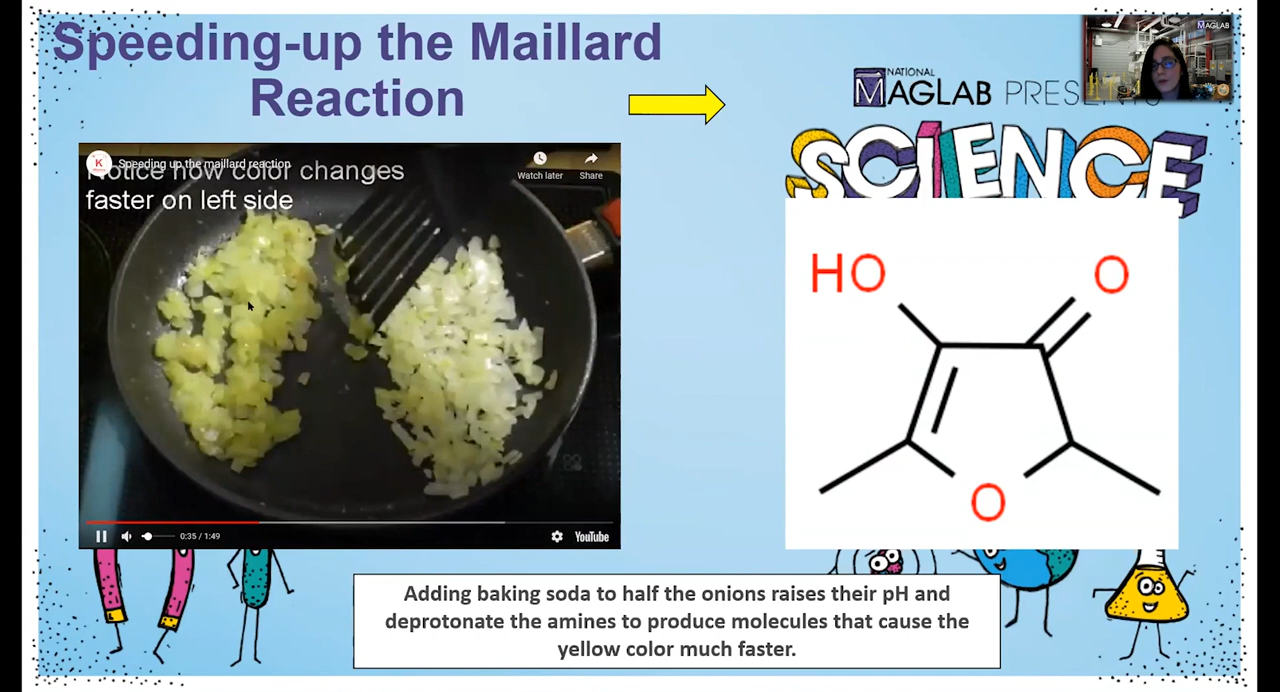 Speeding-up the Maillard
Reaction
MAGLAB
NATIONAL
MAGLAB PRESENTS
SCIENCE
K Speeding up the maillard reaction
Notice how color changes
faster on left side
Watch later
Share
HO
O
O
0:35 / 1:49
YouTube
Adding baking soda to half the onions raises their pH and
deprotonate the amines to produce molecules that cause the
yellow color much faster.